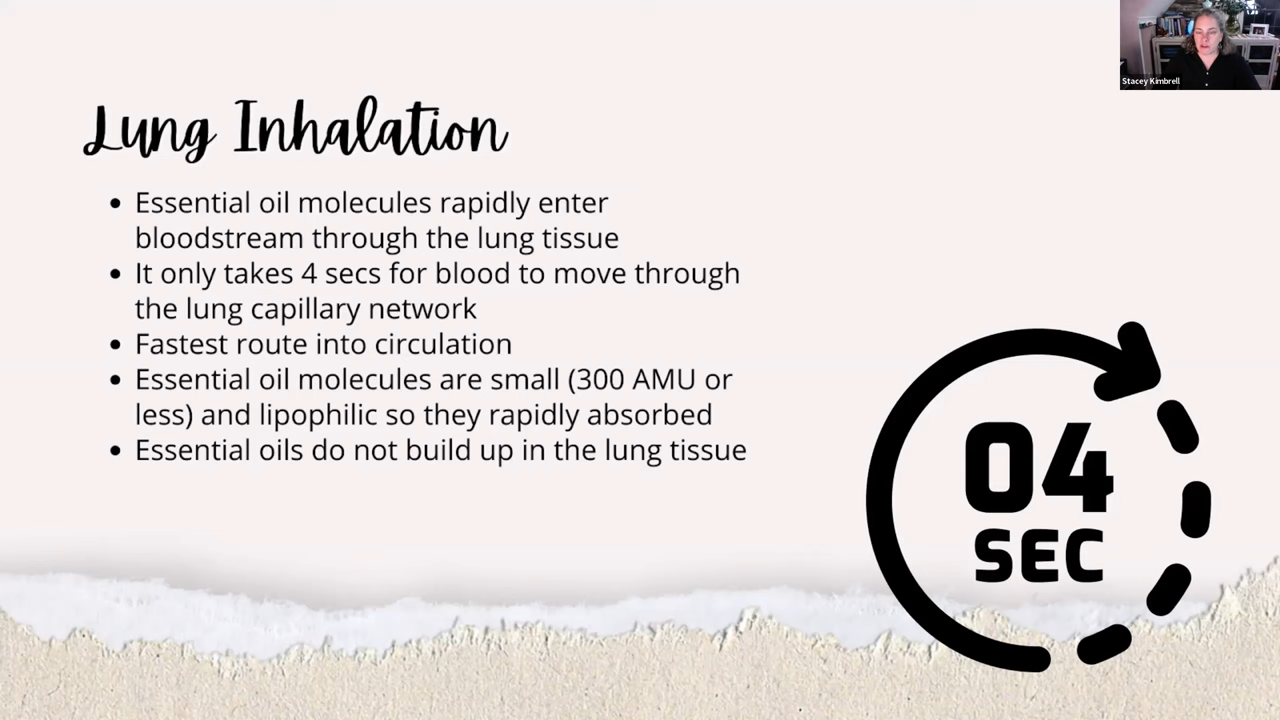 Stacey Kimbrell
Lung Inhalation
• Essential oil molecules rapidly enter
bloodstream through the lung tissue
• It only takes 4 secs for blood to move through
the lung capillary network
• Fastest route into circulation
• Essential oil molecules are small (300 AMU or
less) and lipophilic so they rapidly absorbed
• Essential oils do not build up in the lung tissue
04
SEC